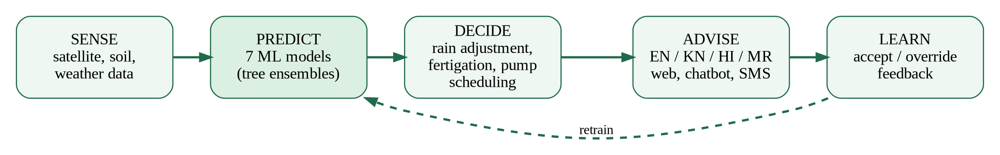 SENSE
satellite, soil,
weather data
PREDICT
7 ML models
(tree ensembles)
DECIDE
rain adjustment,
fertigation, pump
scheduling
ADVISE
EN / KN / HI / MR
web, chatbot, SMS
LEARN
accept / override
feedback
retrain